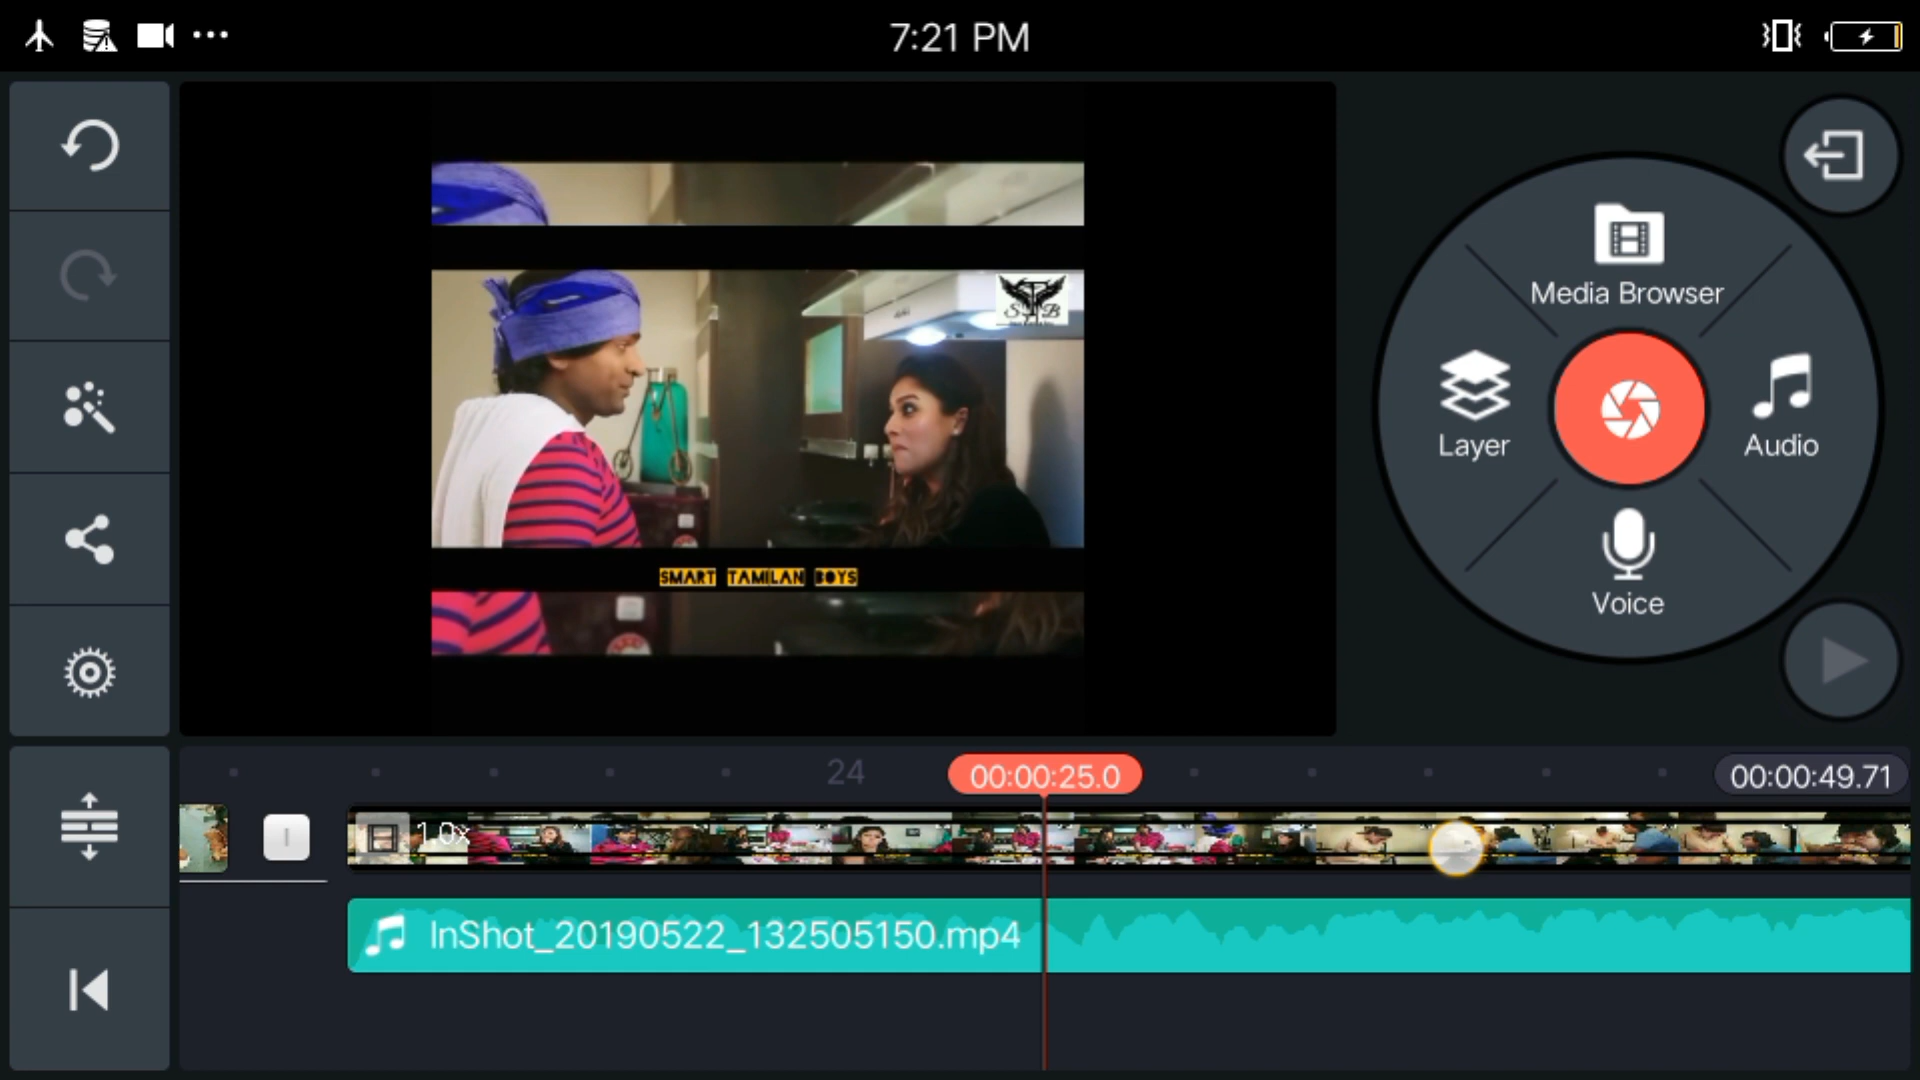 7:21 PM
Media Browser
Layer
Audio
Voice
S T B
SMART TAMILAN BOYS
24
00:00:25.0
00:00:49.71
1.0x
InShot_20190522_132505150.mp4